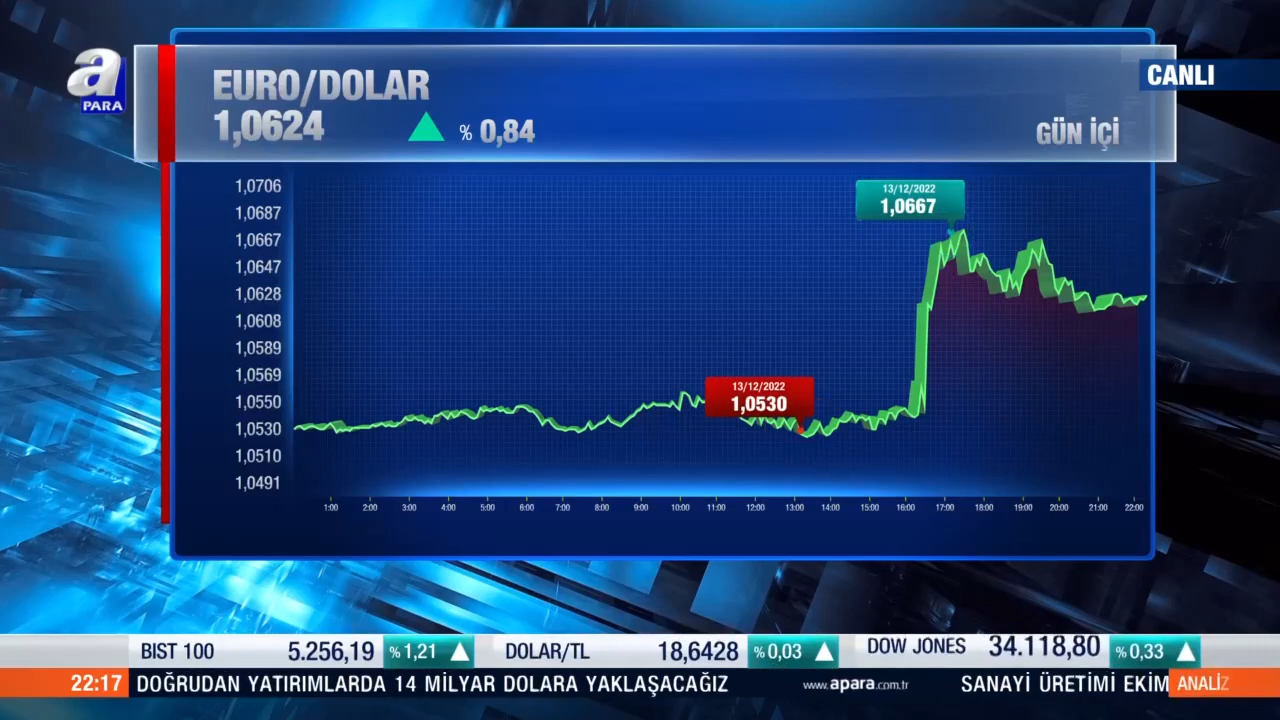 a
PARA
EURO/DOLAR
1,0624
% 0,84
GÜN İÇİ
CANLI
1,0706
1,0687
1,0667
1,0647
1,0628
1,0608
1,0589
1,0569
1,0550
1,0530
1,0510
1,0491
13/12/2022
1,0667
13/12/2022
1,0530
1:00 2:00 3:00 4:00 5:00 6:00 7:00 8:00 9:00 10:00 11:00 12:00 13:00 14:00 15:00 16:00 17:00 18:00 19:00 20:00 21:00 22:00
BIST 100 5.256,19 % 1,21 DOLAR/TL 18,6428 % 0,03 DOW JONES 34.118,80 % 0,33
22:17 DOĞRUDAN YATIRIMLARDA 14 MİLYAR DOLARA YAKLAŞACAĞIZ www.apara.com.tr SANAYİ ÜRETİMİ EKİM ANALİZ